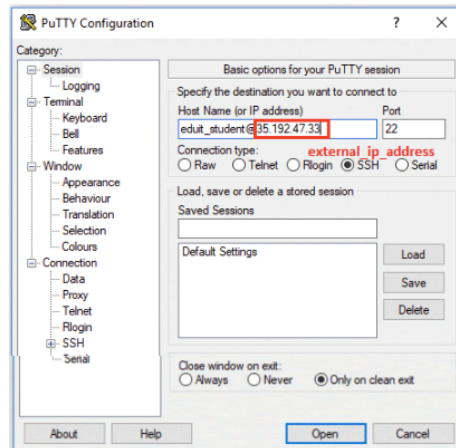 PuTTY Configuration ? ×
Category:
Session
Logging
Terminal
Keyboard
Bell
Features
Window
Appearance
Behaviour
Translation
Selection
Colours
Connection
Data
Proxy
Telnet
Rlogin
SSH
Serial
Basic options for your PuTTY session
Specify the destination you want to connect to
Host Name (or IP address) Port
eduit_student@35.192.47.33 22
Connection type: external_ip_address
Raw Telnet Rlogin SSH Serial
Load, save or delete a stored session
Saved Sessions
Default Settings
Load
Save
Delete
Close window on exit:
Always Never Only on clean exit
About Help Open Cancel